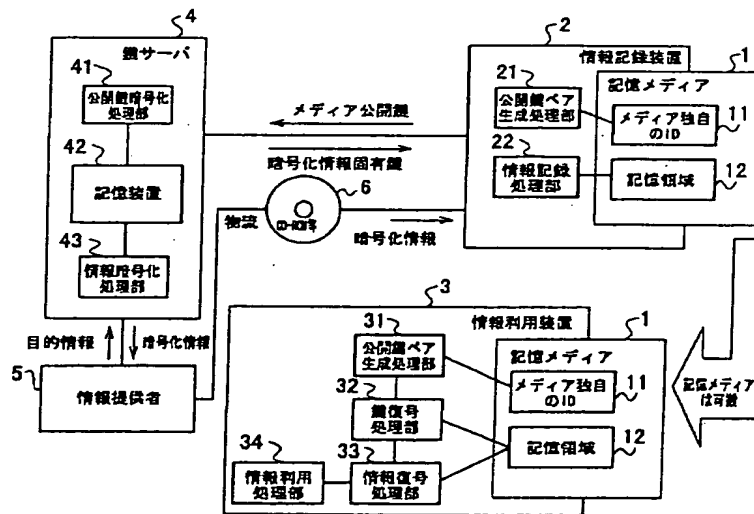 4
鍵サーバ
41
公開鍵暗号化
処理部
42
記憶装置
43
情報暗号化
処理部
目的情報
暗号化情報
5
情報提供者
メディア公開鍵
暗号化情報固有鍵
6
CD-ROM等
物流
暗号化情報
2
情報記録装置
21
公開鍵ペア
生成処理部
22
情報記録
処理部
1
記憶メディア
メディア独自
のID
11
記憶領域
12
3
情報利用装置
31
公開鍵ペア
生成処理部
32
鍵復号
処理部
33
情報復号
処理部
34
情報利用
処理部
1
記憶メディア
メディア独自
のID
11
記憶領域
12
記憶メディア
は可搬